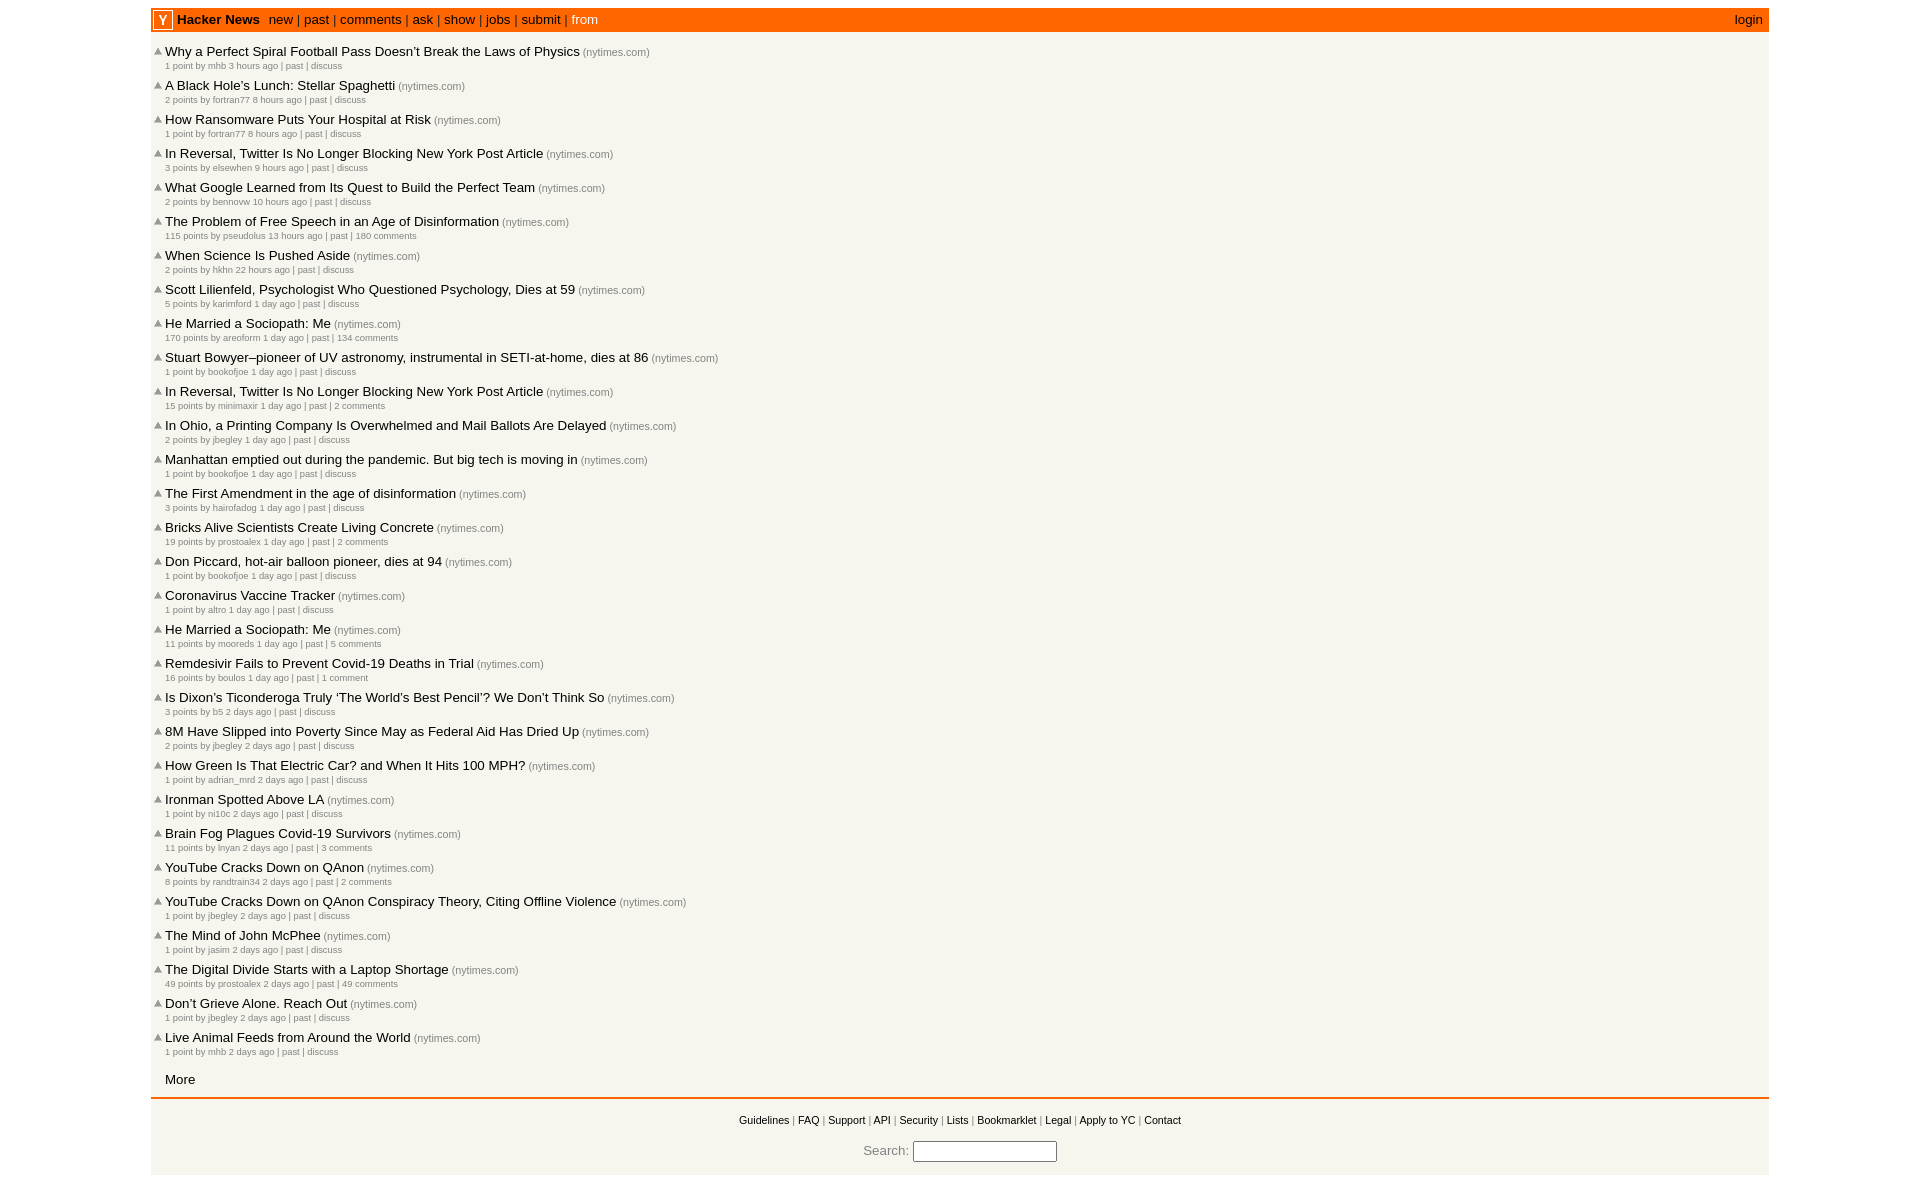 Y Hacker News new | past | comments | ask | show | jobs | submit | from login
Why a Perfect Spiral Football Pass Doesn’t Break the Laws of Physics (nytimes.com)
1 point by mhb 3 hours ago | past | discuss
A Black Hole’s Lunch: Stellar Spaghetti (nytimes.com)
2 points by fortran77 8 hours ago | past | discuss
How Ransomware Puts Your Hospital at Risk (nytimes.com)
1 point by fortran77 8 hours ago | past | discuss
In Reversal, Twitter Is No Longer Blocking New York Post Article (nytimes.com)
3 points by elsewhen 9 hours ago | past | discuss
What Google Learned from Its Quest to Build the Perfect Team (nytimes.com)
2 points by bennovw 10 hours ago | past | discuss
The Problem of Free Speech in an Age of Disinformation (nytimes.com)
115 points by pseudolus 13 hours ago | past | 180 comments
When Science Is Pushed Aside (nytimes.com)
2 points by hkhn 22 hours ago | past | discuss
Scott Lilienfeld, Psychologist Who Questioned Psychology, Dies at 59 (nytimes.com)
5 points by karimford 1 day ago | past | discuss
He Married a Sociopath: Me (nytimes.com)
170 points by areoform 1 day ago | past | 134 comments
Stuart Bowyer–pioneer of UV astronomy, instrumental in SETI-at-home, dies at 86 (nytimes.com)
1 point by bookofjoe 1 day ago | past | discuss
In Reversal, Twitter Is No Longer Blocking New York Post Article (nytimes.com)
15 points by minimaxir 1 day ago | past | 2 comments
In Ohio, a Printing Company Is Overwhelmed and Mail Ballots Are Delayed (nytimes.com)
2 points by jbegley 1 day ago | past | discuss
Manhattan emptied out during the pandemic. But big tech is moving in (nytimes.com)
1 point by bookofjoe 1 day ago | past | discuss
The First Amendment in the age of disinformation (nytimes.com)
3 points by hairofadog 1 day ago | past | discuss
Bricks Alive Scientists Create Living Concrete (nytimes.com)
19 points by prostoalex 1 day ago | past | 2 comments
Don Piccard, hot-air balloon pioneer, dies at 94 (nytimes.com)
1 point by bookofjoe 1 day ago | past | discuss
Coronavirus Vaccine Tracker (nytimes.com)
1 point by altro 1 day ago | past | discuss
He Married a Sociopath: Me (nytimes.com)
11 points by mooreds 1 day ago | past | 5 comments
Remdesivir Fails to Prevent Covid-19 Deaths in Trial (nytimes.com)
16 points by boulos 1 day ago | past | 1 comment
Is Dixon’s Ticonderoga Truly ‘The World’s Best Pencil’? We Don’t Think So (nytimes.com)
3 points by b5 2 days ago | past | discuss
8M Have Slipped into Poverty Since May as Federal Aid Has Dried Up (nytimes.com)
2 points by jbegley 2 days ago | past | discuss
How Green Is That Electric Car? and When It Hits 100 MPH? (nytimes.com)
1 point by adrian_mrd 2 days ago | past | discuss
Ironman Spotted Above LA (nytimes.com)
1 point by ni10c 2 days ago | past | discuss
Brain Fog Plagues Covid-19 Survivors (nytimes.com)
11 points by lnyan 2 days ago | past | 3 comments
YouTube Cracks Down on QAnon (nytimes.com)
8 points by randtrain34 2 days ago | past | 2 comments
YouTube Cracks Down on QAnon Conspiracy Theory, Citing Offline Violence (nytimes.com)
1 point by jbegley 2 days ago | past | discuss
The Mind of John McPhee (nytimes.com)
1 point by jasim 2 days ago | past | discuss
The Digital Divide Starts with a Laptop Shortage (nytimes.com)
49 points by prostoalex 2 days ago | past | 49 comments
Don’t Grieve Alone. Reach Out (nytimes.com)
1 point by jbegley 2 days ago | past | discuss
Live Animal Feeds from Around the World (nytimes.com)
1 point by mhb 2 days ago | past | discuss
More
Guidelines | FAQ | Support | API | Security | Lists | Bookmarklet | Legal | Apply to YC | Contact
Search: